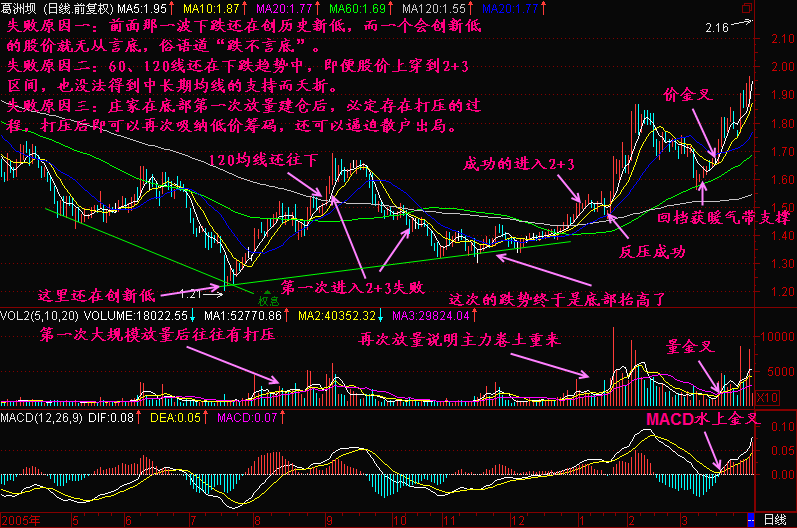 葛洲坝 (日线.前复权) MA5:1.95↑ MA10:1.87↑ MA20:1.77↑ MA60:1.69↑ MA120:1.55↑ MA20:1.77↑
失败原因一：前面那一波下跌还在创历史新低，而一个会创新低
的股价就无从言底，俗语道“跌不言底”。
失败原因二：60、120线还在下跌趋势中，即便股价上穿到2+3
区间，也没法得到中长期均线的支持而夭折。
失败原因三：庄家在底部第一次放量建仓后，必定存在打压的过
程。打压后即可以再次吸纳低价筹码，还可以逼迫散户出局。
2.16
2.10
2.00
1.90
1.80
1.70
1.60
1.50
1.40
1.30
1.20
价金叉
120均线还往下
成功的进入2+3
回档获暖气带支撑
反压成功
这里还在创新低
1.21
权息
第一次进入2+3失败
这次的跌势终于是底部抬高了
VOL2(5,10,20) VOLUME:18022.55↓ MA1:52770.86↑ MA2:40352.32↓ MA3:29824.04↑
第一次大规模放量后往往有打压
再次放量说明主力卷土重来
量金叉
10000
5000
X10
MACD(12,26,9) DIF:0.08↑ DEA:0.05↑ MACD:0.07↑
MACD水上金叉
0.10
0.05
0.00
2005年 5 6 7 8 9 10 11 12 1 2 3 日线